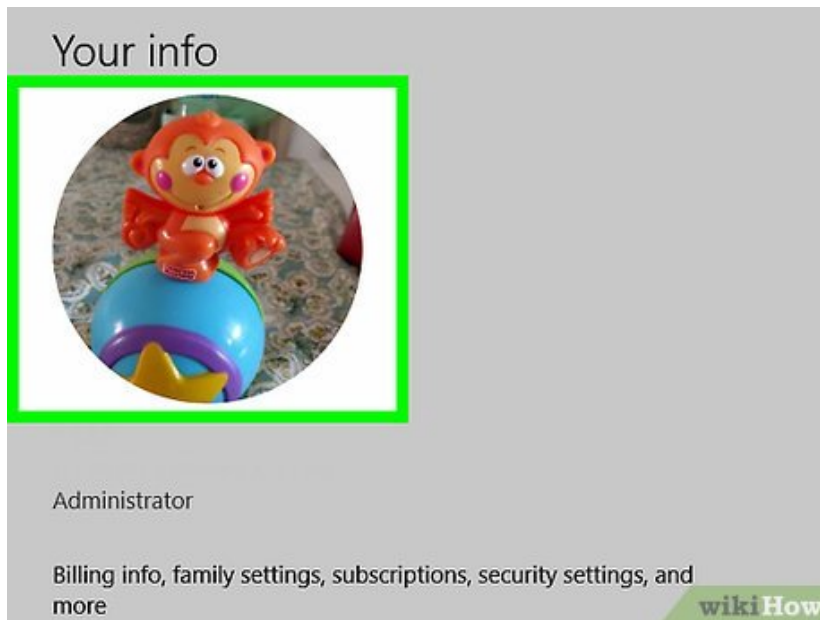 Your info
Administrator
Billing info, family settings, subscriptions, security settings, and
more
wikiHow